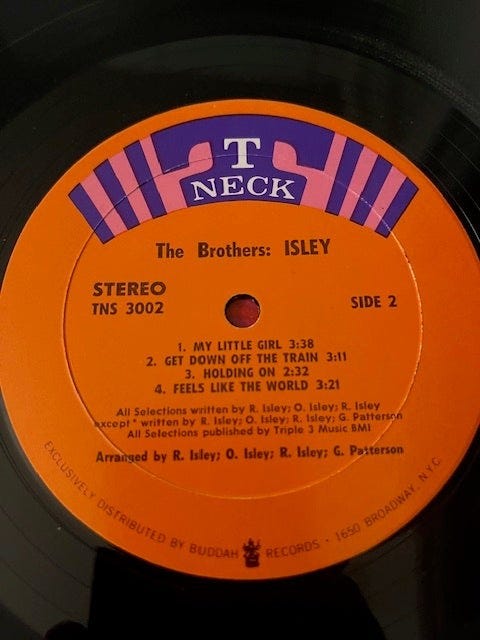 T
NECK
The Brothers: ISLEY
STEREO
TNS 3002
SIDE 2
1. MY LITTLE GIRL 3:38
2. GET DOWN OFF THE TRAIN 3:11
3. HOLDING ON 2:32
4. FEELS LIKE THE WORLD 3:21
All Selections written by R. Isley; O. Isley; R. Isley
except* written by R. Isley; O. Isley; R. Isley; G. Patterson
All Selections published by Triple 3 Music BMI
Arranged by R. Isley; O. Isley; R. Isley; G. Patterson
EXCLUSIVELY DISTRIBUTED BY BUDDAH RECORDS • 1650 BROADWAY, N.Y.C.